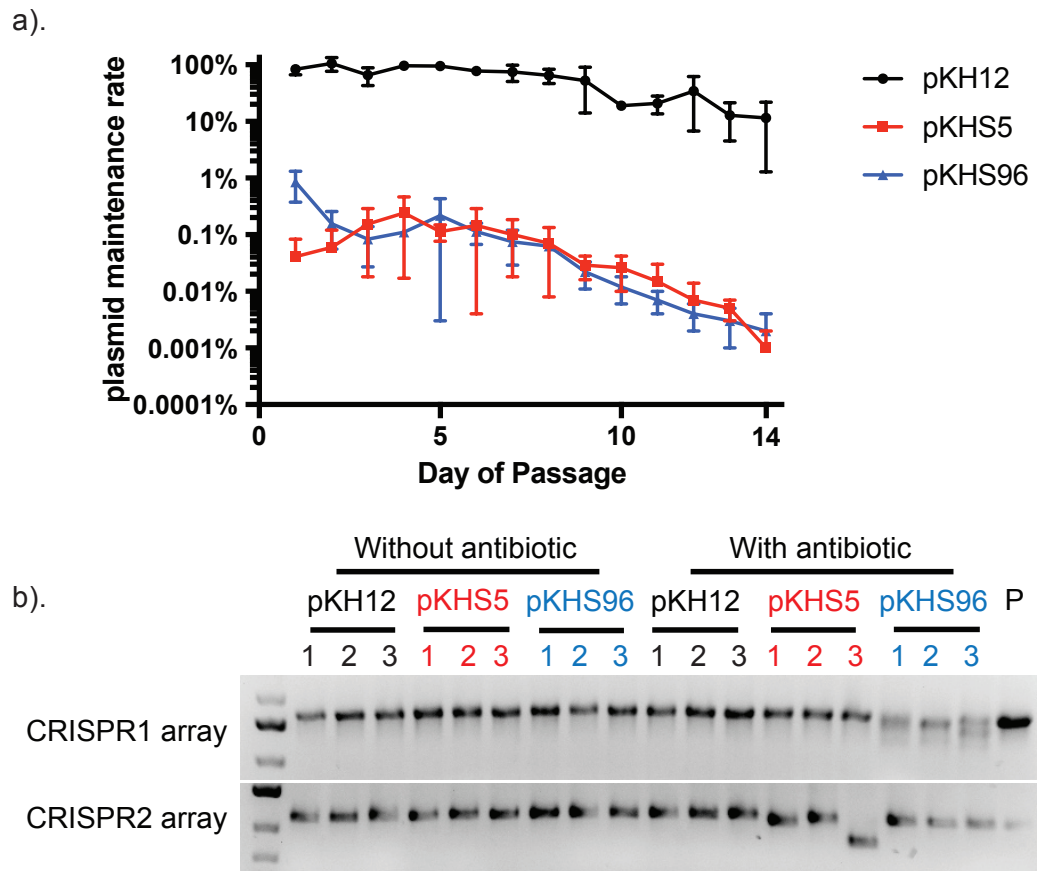 a).
plasmid maintenance rate
100%
10%
1%
0.1%
0.01%
0.001%
0.0001%
0 5 10 14
Day of Passage
pKH12
pKHS5
pKHS96
b).
Without antibiotic With antibiotic
pKH12 pKHS5 pKHS96 pKH12 pKHS5 pKHS96 P
1 2 3 1 2 3 1 2 3 1 2 3 1 2 3 1 2 3
CRISPR1 array
CRISPR2 array